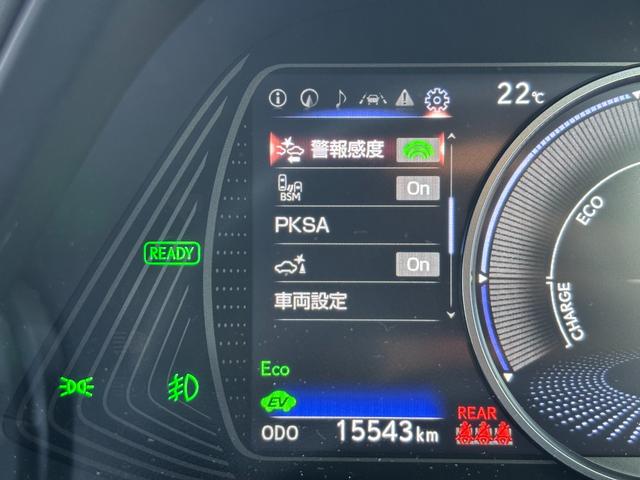 22℃
警報感度
BSM On
PKSA
On
車両設定
READY
Eco
EV
ODO 15543km
REAR
ECO
CHARGE